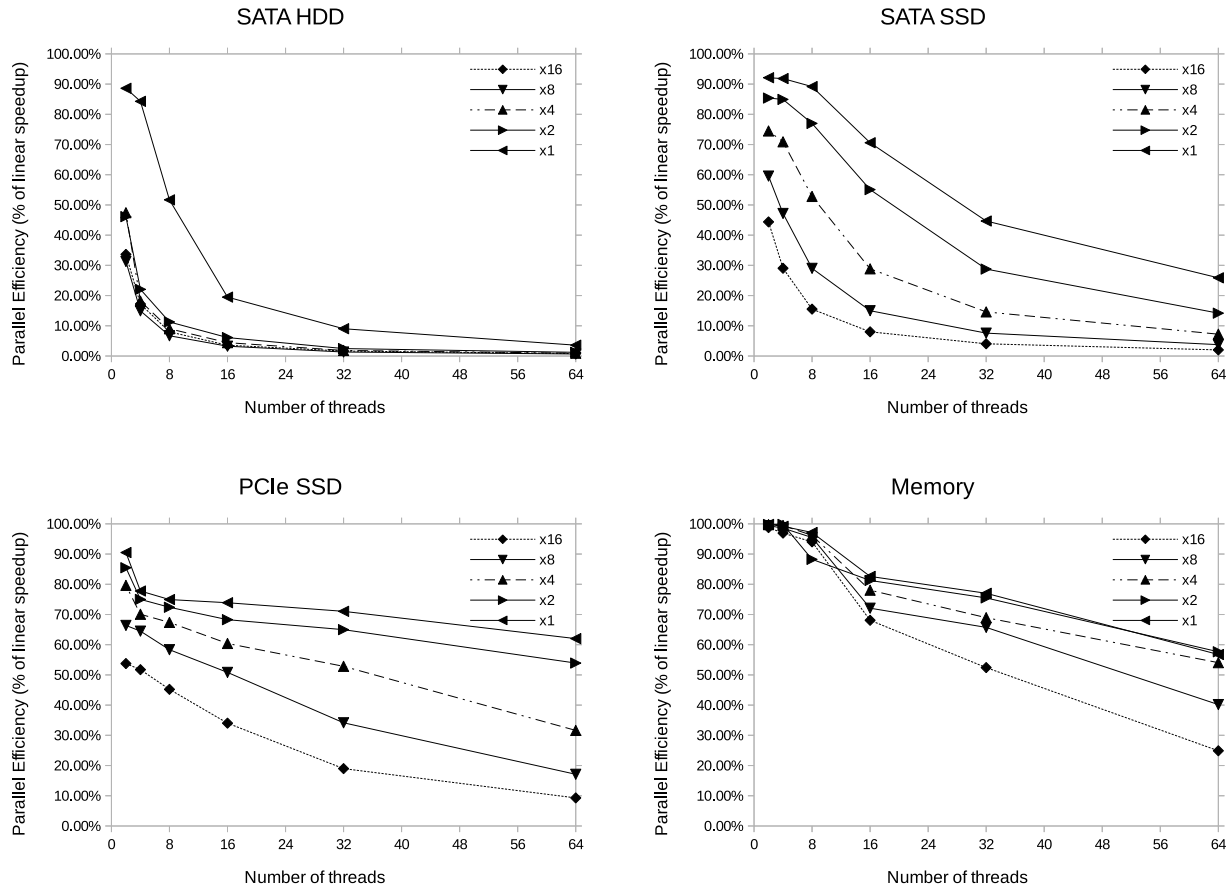 SATA HDD
Parallel Efficiency (% of linear speedup)
100.00%
90.00%
80.00%
70.00%
60.00%
50.00%
40.00%
30.00%
20.00%
10.00%
0.00%
x16
x8
x4
x2
x1
0 8 16 24 32 40 48 56 64
Number of threads
SATA SSD
Parallel Efficiency (% of linear speedup)
100.00%
90.00%
80.00%
70.00%
60.00%
50.00%
40.00%
30.00%
20.00%
10.00%
0.00%
x16
x8
x4
x2
x1
0 8 16 24 32 40 48 56 64
Number of threads
PCIe SSD
Parallel Efficiency (% of linear speedup)
100.00%
90.00%
80.00%
70.00%
60.00%
50.00%
40.00%
30.00%
20.00%
10.00%
0.00%
x16
x8
x4
x2
x1
0 8 16 24 32 40 48 56 64
Number of threads
Memory
Parallel Efficiency (% of linear speedup)
100.00%
90.00%
80.00%
70.00%
60.00%
50.00%
40.00%
30.00%
20.00%
10.00%
0.00%
x16
x8
x4
x2
x1
0 8 16 24 32 40 48 56 64
Number of threads